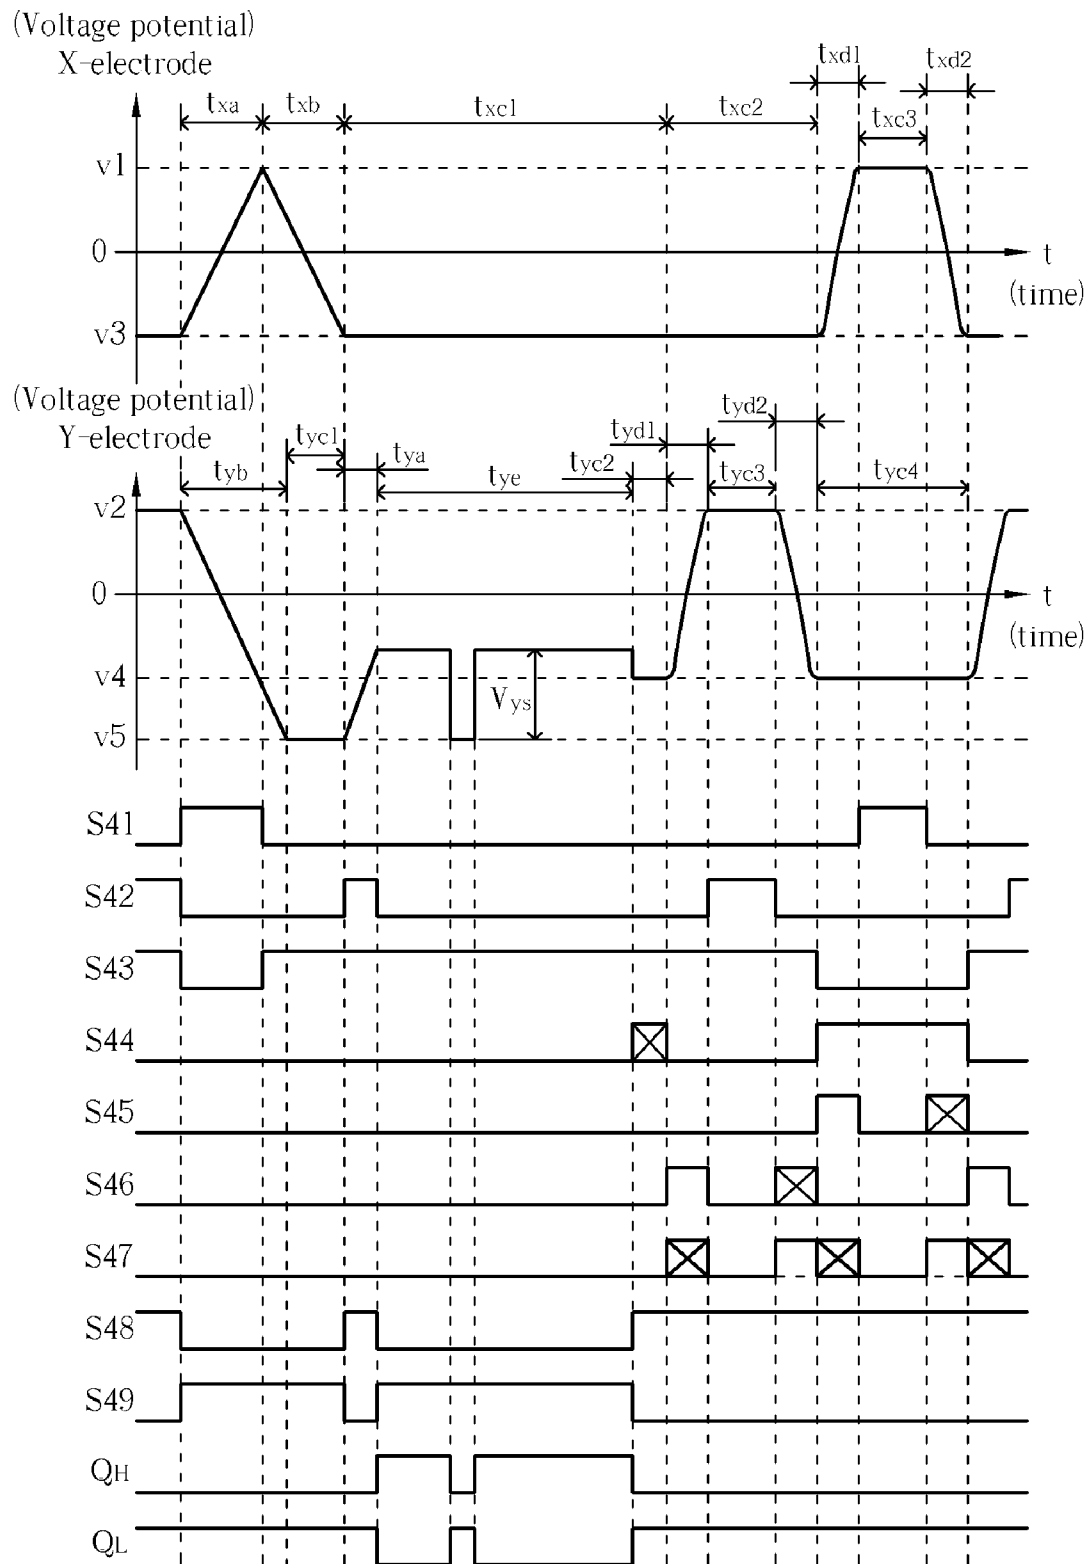 (Voltage potential)
X-electrode
txa
txb
txc1
txc2
txd1
txd2
txc3
v1
0
v3
t
(time)
(Voltage potential)
Y-electrode
tyb
tyc1
tya
tye
tyc2
tyd1
tyd2
tyc3
tyc4
v2
0
v4
v5
Vys
t
(time)
S41
S42
S43
S44
S45
S46
S47
S48
S49
QH
QL